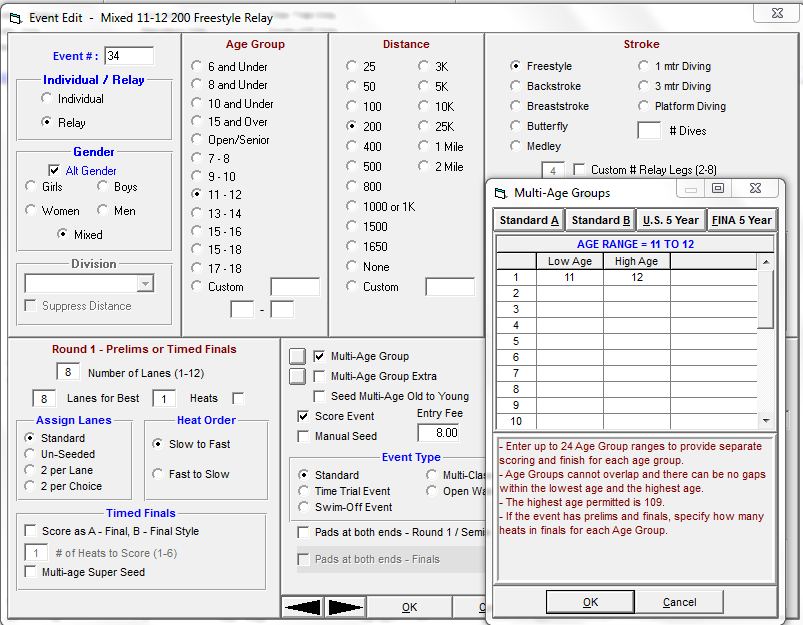 Event Edit - Mixed 11-12 200 Freestyle Relay
Event # : 34
Individual / Relay
Individual
Relay
Gender
Alt Gender
Girls Boys
Women Men
Mixed
Division
Suppress Distance
Age Group
6 and Under
8 and Under
10 and Under
15 and Over
Open/Senior
7 - 8
9 - 10
11 - 12
13 - 14
15 - 16
15 - 18
17 - 18
Custom
-
Distance
25 3K
50 5K
100 10K
200 25K
400 1 Mile
500 2 Mile
800
1000 or 1K
1500
1650
None
Custom
Stroke
Freestyle 1 mtr Diving
Backstroke 3 mtr Diving
Breaststroke Platform Diving
Butterfly # Dives
Medley
4 Custom # Relay Legs (2-8)
Round 1 - Prelims or Timed Finals
8 Number of Lanes (1-12)
8 Lanes for Best 1 Heats
Assign Lanes
Standard
Un-Seeded
2 per Lane
2 per Choice
Heat Order
Slow to Fast
Fast to Slow
Timed Finals
Score as A - Final, B - Final Style
1 # of Heats to Score (1-6)
Multi-age Super Seed
Multi-Age Group
Multi-Age Group Extra
Seed Multi-Age Old to Young
Score Event Entry Fee
Manual Seed 8.00
Event Type
Standard Multi-Clas
Time Trial Event Open Wa
Swim-Off Event
Pads at both ends - Round 1 / Semi
Pads at both ends - Finals
OK C
Multi-Age Groups
Standard A Standard B U.S. 5 Year FINA 5 Year
AGE RANGE = 11 TO 12
Low Age High Age
1 11 12
2
3
4
5
6
7
8
9
10
- Enter up to 24 Age Group ranges to provide separate
scoring and finish for each age group.
- Age Groups cannot overlap and there can be no gaps
within the lowest age and the highest age.
- The highest age permitted is 109.
- If the event has prelims and finals, specify how many
heats in finals for each Age Group.
OK Cancel